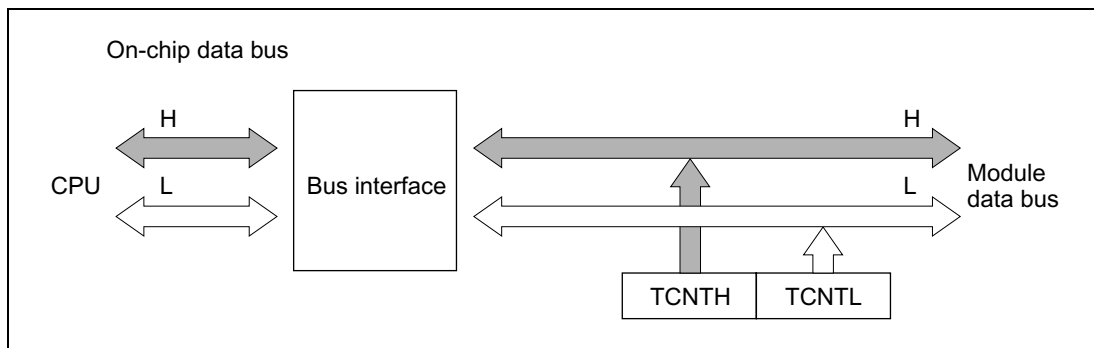 On-chip data bus
H
H
CPU
L
Bus interface
L
Module
data bus
TCNTH
TCNTL